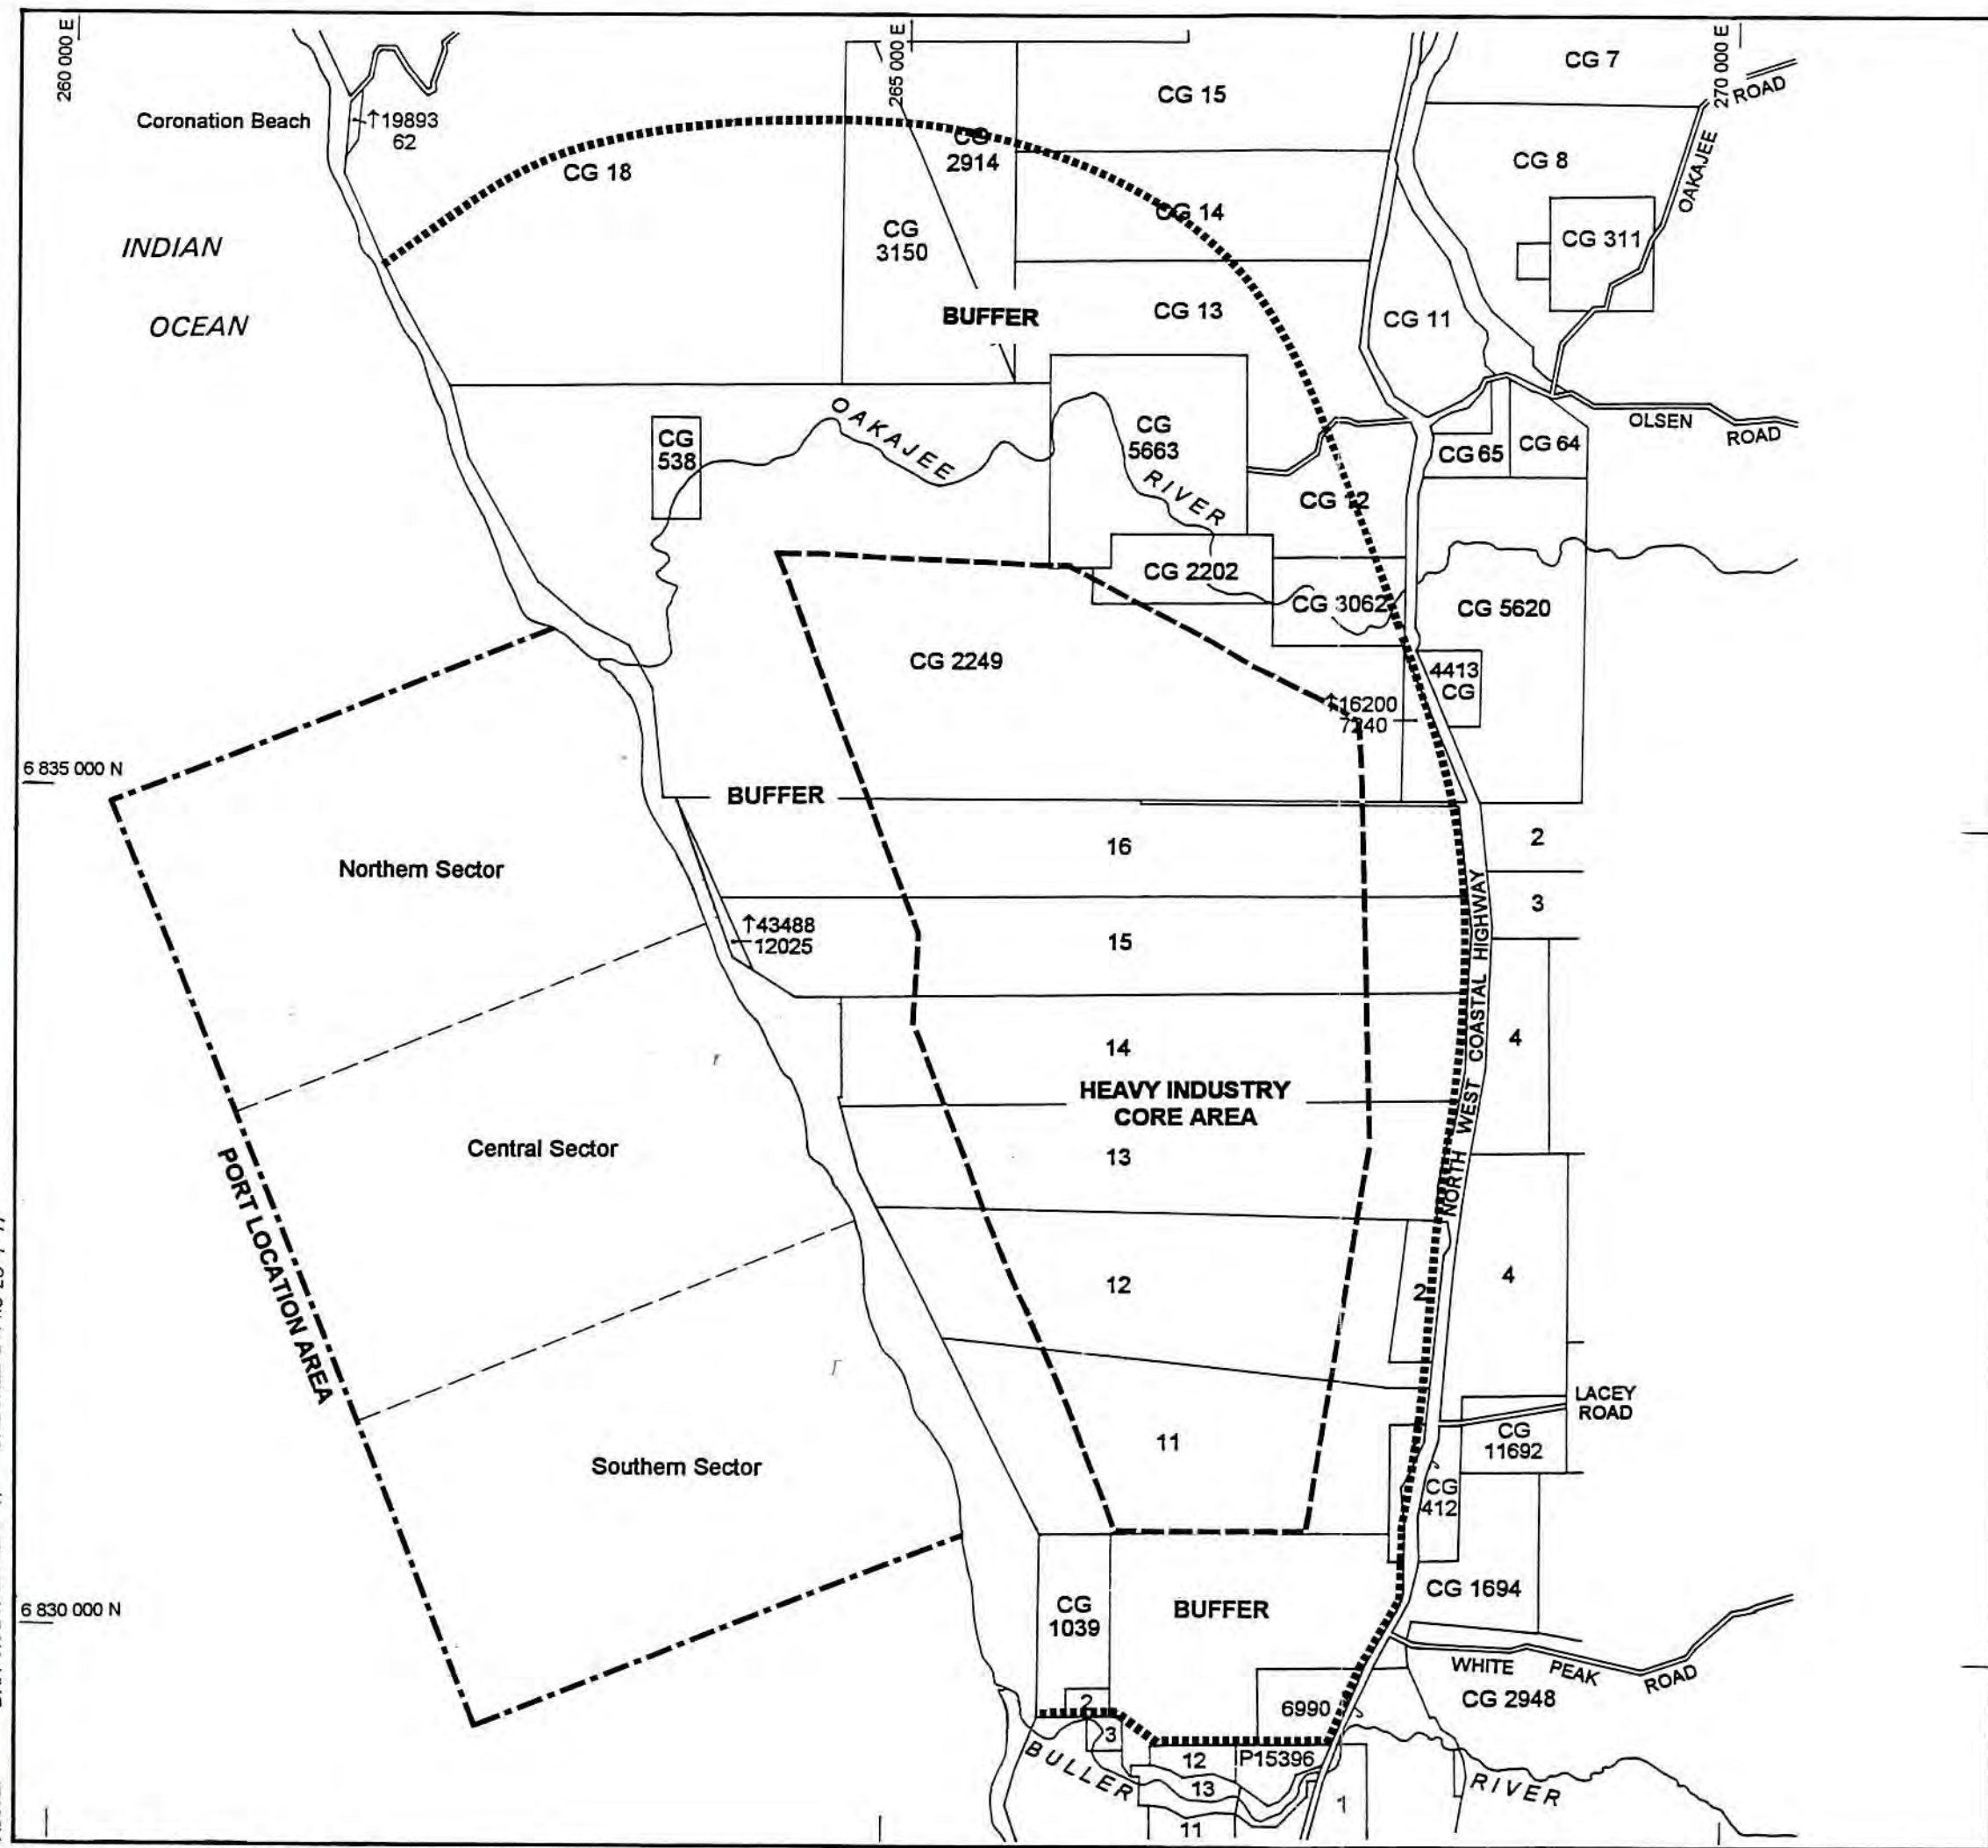 260 000 E
265 000 E
270 000 E
CG 7
ROAD
Coronation Beach
↑19893
62
CG 15
CG 8
OAKAJEE
CG 18
CG
2914
CG 14
CG 311
INDIAN
OCEAN
CG
3150
BUFFER
CG 13
CG 11
OLSEN
ROAD
OAKAJEE
RIVER
CG
538
CG
5663
CG 65
CG 64
CG 12
CG 2202
CG 3062
CG 5620
CG 2249
4413
CG
↑16200
7240
6 835 000 N
BUFFER
16
2
Northern Sector
3
↑43488
12025
15
NORTH WEST COASTAL HIGHWAY
14
4
HEAVY INDUSTRY
CORE AREA
Central Sector
13
PORT LOCATION AREA
12
2
4
LACEY
ROAD
11
CG
11692
Southern Sector
CG
412
6 830 000 N
CG
1039
BUFFER
CG 1694
WHITE PEAK ROAD
CG 2948
2
6990
3
BULLER
RIVER
12
P15396
13
1
11